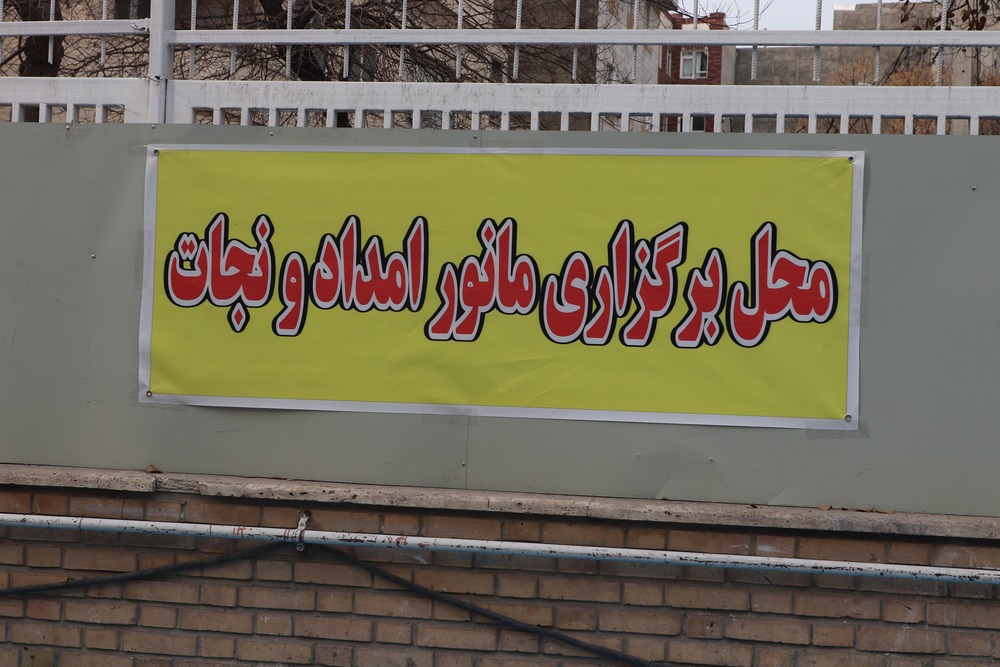 محل برگزاری مانور امداد و نجات